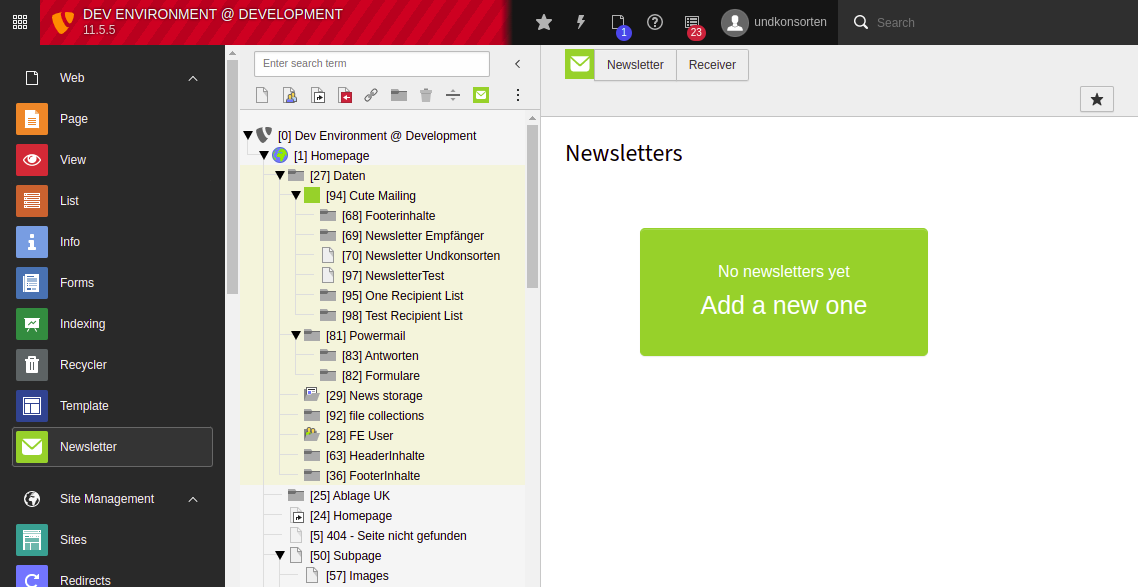 DEV ENVIRONMENT @ DEVELOPMENT
11.5.5
1
23
undkonsorten
Search
Web
Page
View
List
Info
Forms
Indexing
Recycler
Template
Newsletter
Site Management
Sites
Redirects
Enter search term
[0] Dev Environment @ Development
[1] Homepage
[27] Daten
[94] Cute Mailing
[68] Footerinhalte
[69] Newsletter Empfänger
[70] Newsletter Undkonsorten
[97] NewsletterTest
[95] One Recipient List
[98] Test Recipient List
[81] Powermail
[83] Antworten
[82] Formulare
[29] News storage
[92] file collections
[28] FE User
[63] HeaderInhalte
[36] FooterInhalte
[25] Ablage UK
[24] Homepage
[5] 404 - Seite nicht gefunden
[50] Subpage
[57] Images
Newsletter
Receiver
Newsletters
No newsletters yet
Add a new one